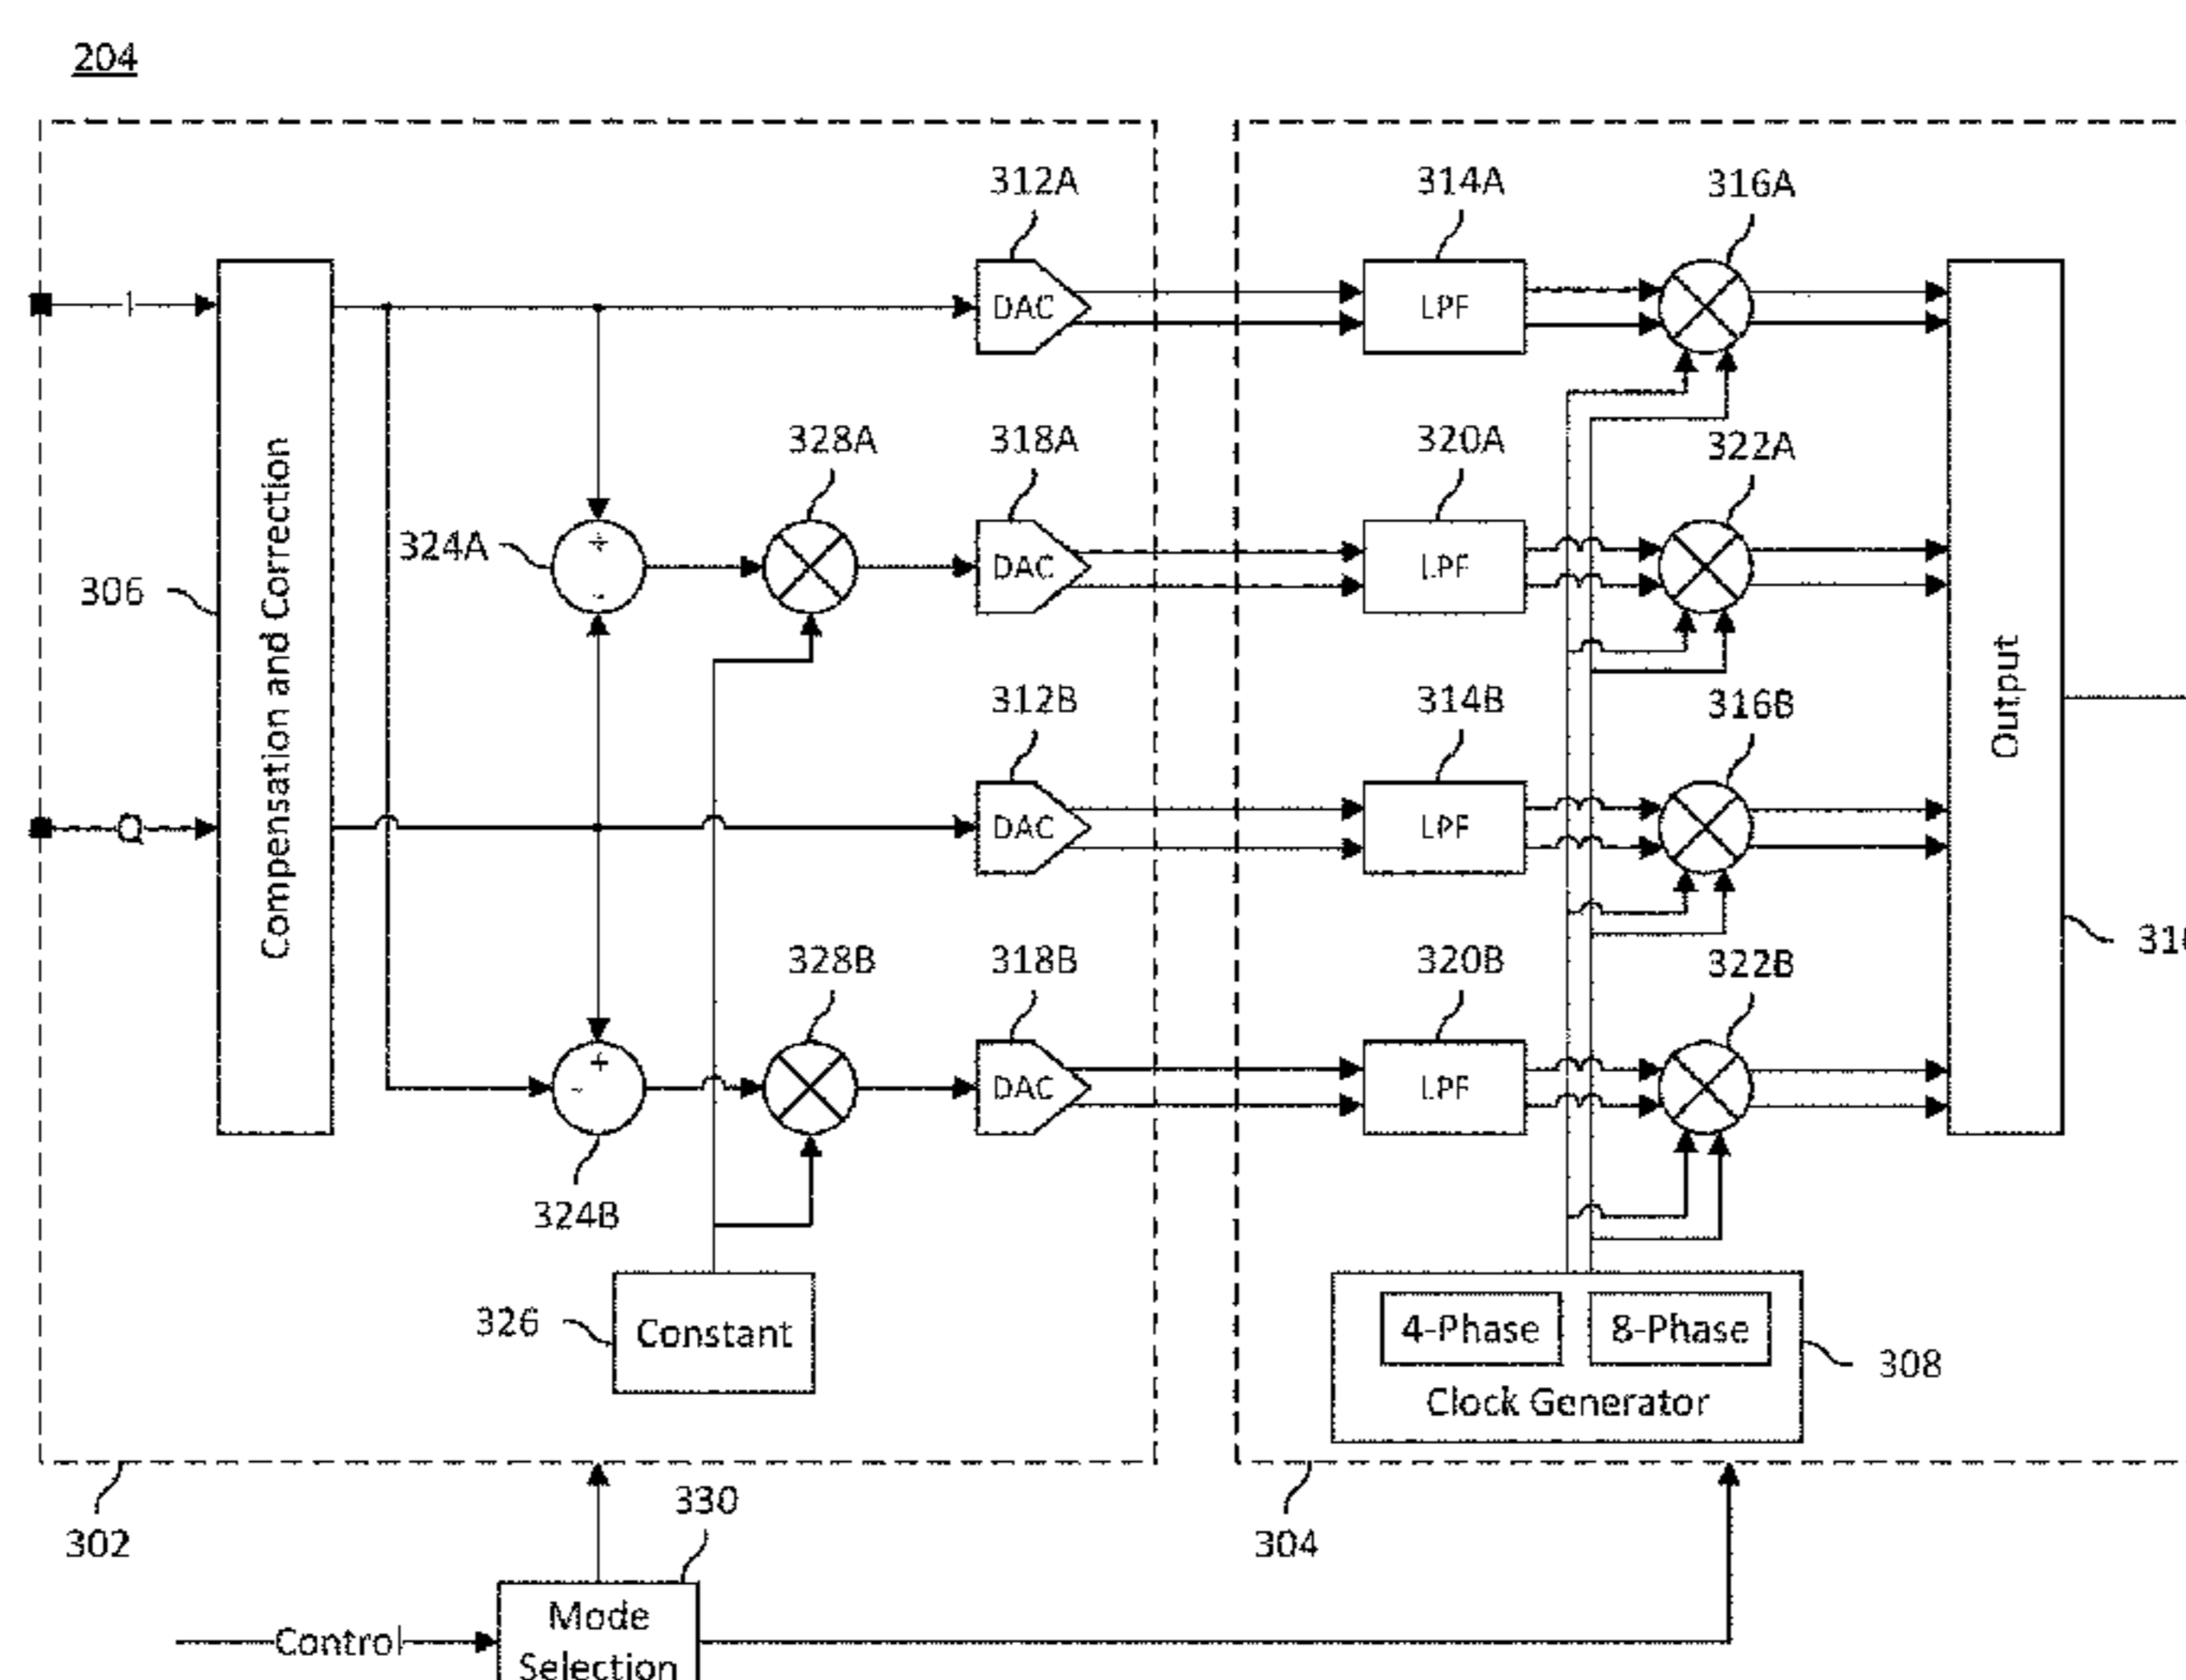 204
312A
314A
316A
I
DAC
LPF
328A
318A
320A
322A
324A
+
-
DAC
LPF
306
Compensation and Correction
312B
314B
316B
Output
Q
DAC
LPF
328B
318B
320B
322B
+
-
DAC
LPF
324B
326
Constant
4-Phase
8-Phase
308
Clock Generator
302
330
304
Control
Mode
Selection